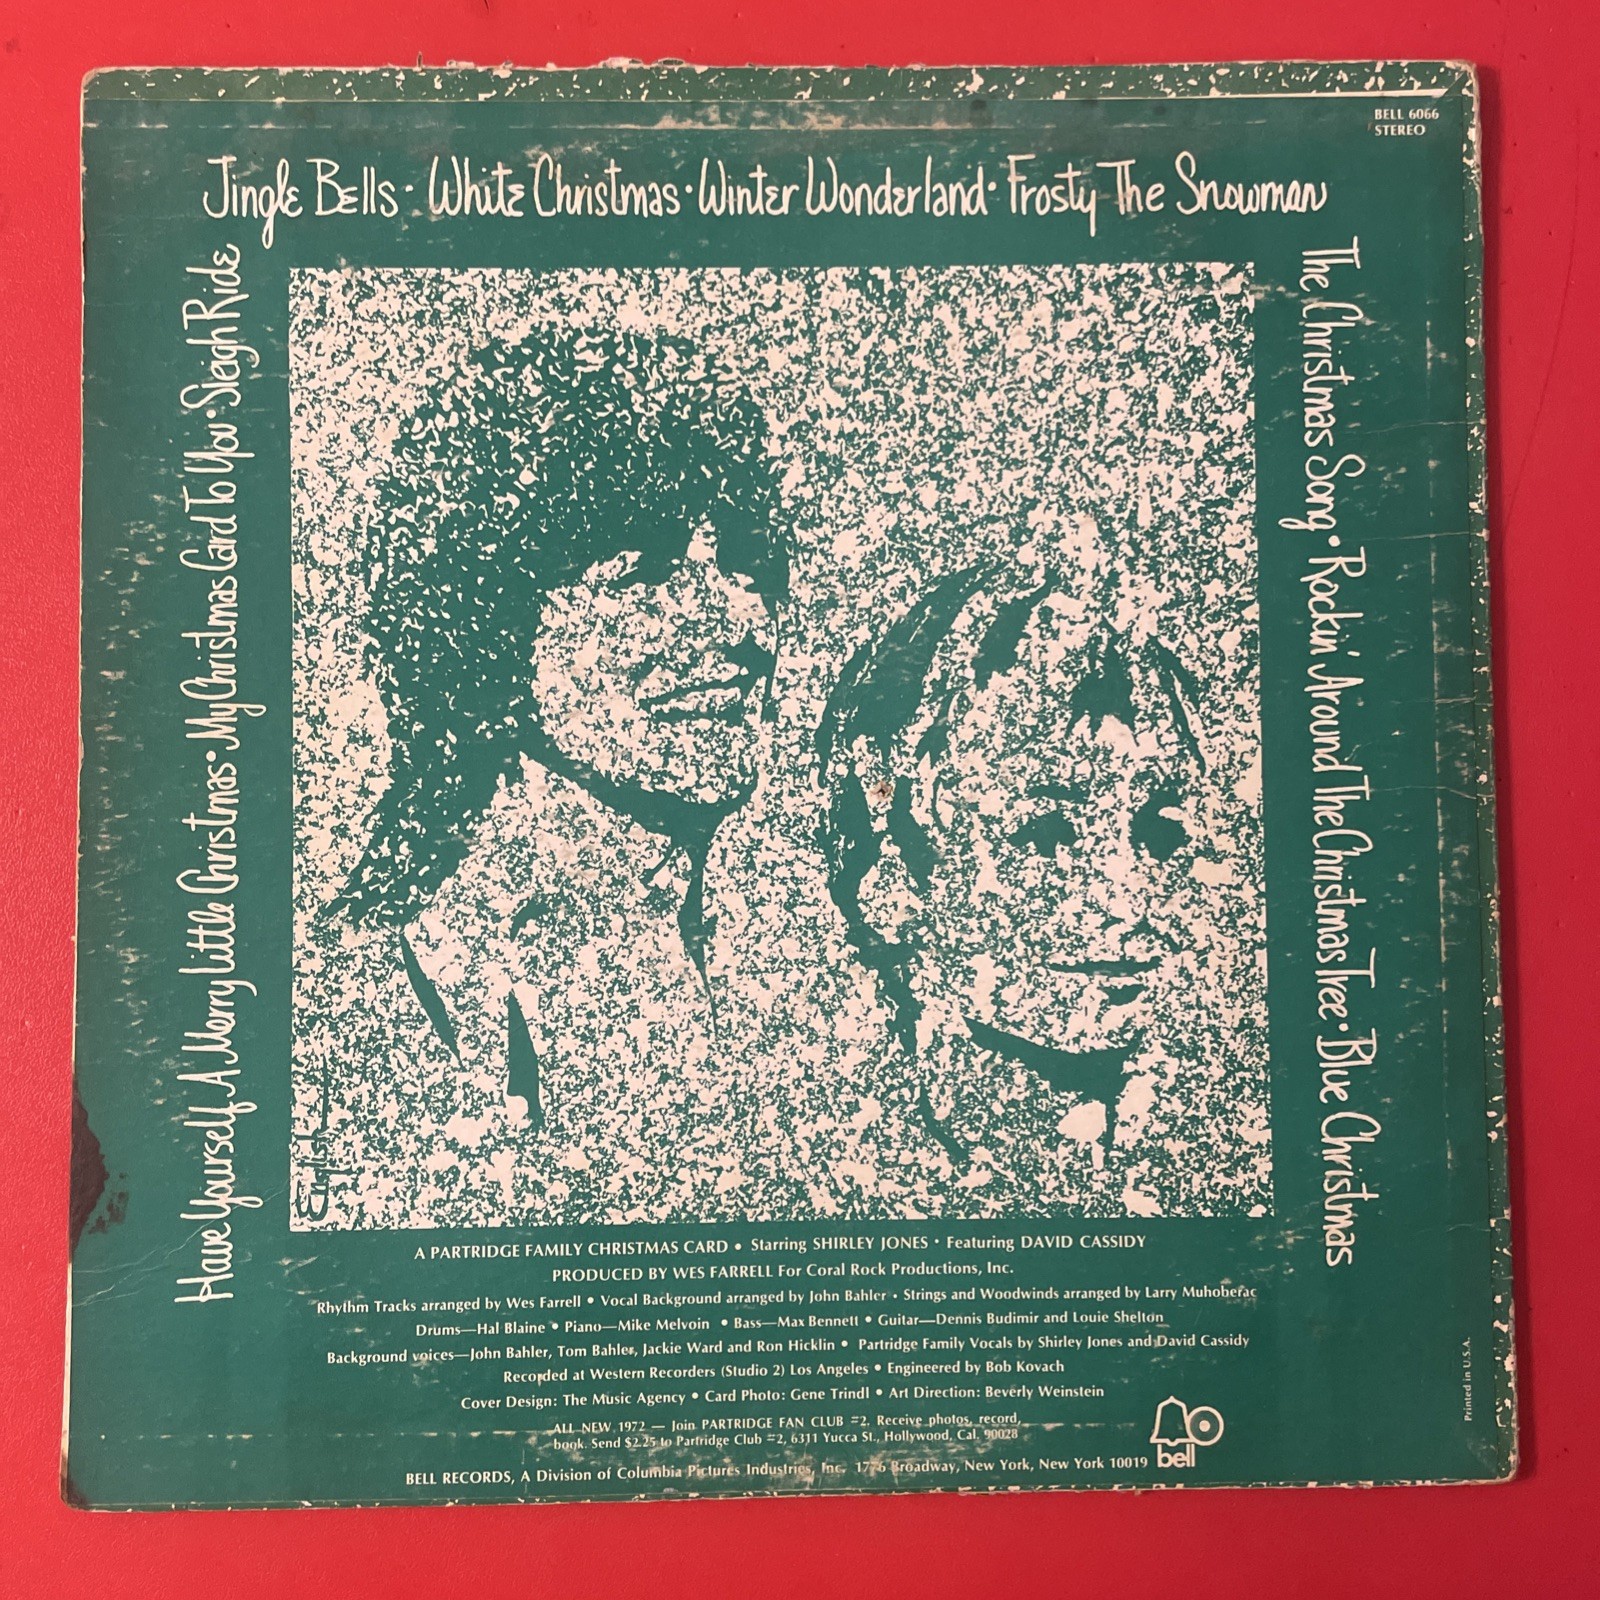 BELL 6066
STEREO
Jingle Bells · White Christmas · Winter Wonderland · Frosty The Snowman
The Christmas Song · Rockin' Around The Christmas Tree · Blue Christmas
Have Yourself A Merry Little Christmas · My Christmas Card To You · Sleigh Ride
A PARTRIDGE FAMILY CHRISTMAS CARD • Starring SHIRLEY JONES • Featuring DAVID CASSIDY
PRODUCED BY WES FARRELL For Coral Rock Productions, Inc.
Rhythm Tracks arranged by Wes Farrell • Vocal Background arranged by John Bahler • Strings and Woodwinds arranged by Larry Muhoberac
Drums—Hal Blaine • Piano—Mike Melvoin • Bass—Max Bennett • Guitar—Dennis Budimir and Louie Shelton
Background voices—John Bahler, Tom Bahler, Jackie Ward and Ron Hicklin • Partridge Family Vocals by Shirley Jones and David Cassidy
Recorded at Western Recorders (Studio 2) Los Angeles • Engineered by Bob Kovach
Cover Design: The Music Agency • Card Photo: Gene Trindl • Art Direction: Beverly Weinstein
ALL NEW 1972 — Join PARTRIDGE FAN CLUB #2. Receive photos, record,
book. Send $2.25 to Partridge Club #2, 6311 Yucca St., Hollywood, Cal. 90028
BELL RECORDS, A Division of Columbia Pictures Industries, Inc. 1776 Broadway, New York, New York 10019
bell
Printed in U.S.A.